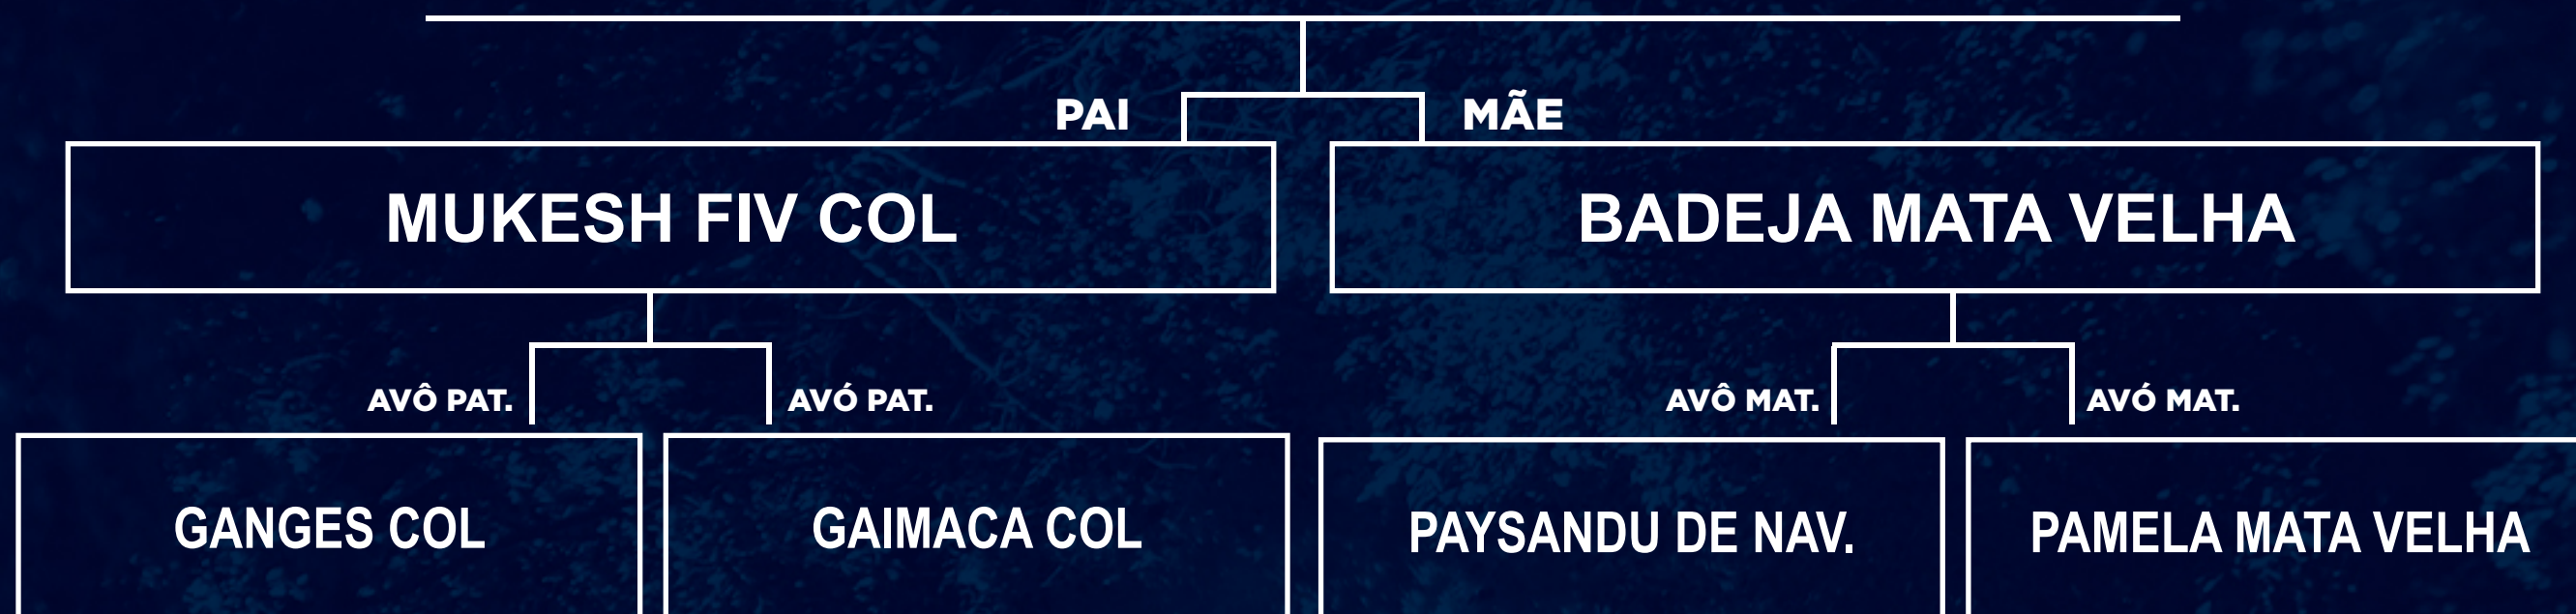 PAI
MÃE
MUKESH FIV COL
BADEJA MATA VELHA
AVÔ PAT.
AVÓ PAT.
AVÔ MAT.
AVÓ MAT.
GANGES COL
GAIMACA COL
PAYSANDU DE NAV.
PAMELA MATA VELHA